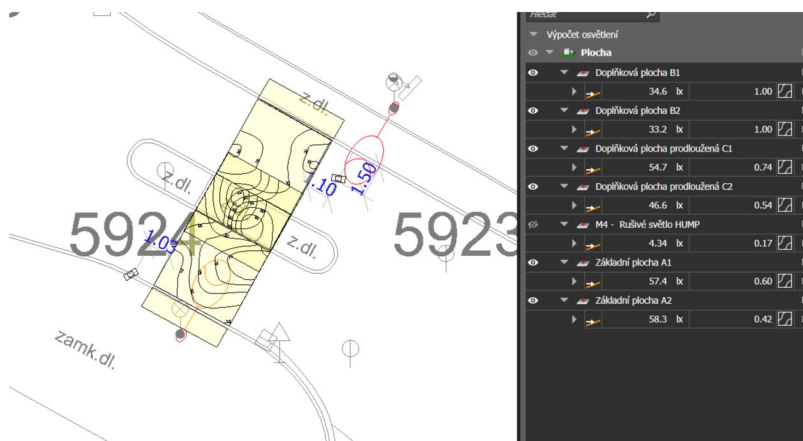 z.dl.
z.dl.
1.10
1.50
5924
1.03
z.dl.
5923
zamk.dl.
Hledat
Výpočet osvětlení
Plocha
Doplňková plocha B1
34.6 lx 1.00
Doplňková plocha B2
33.2 lx 1.00
Doplňková plocha prodloužená C1
54.7 lx 0.74
Doplňková plocha prodloužená C2
46.6 lx 0.54
M4 - Rušivé světlo HUMP
4.34 lx 0.17
Základní plocha A1
57.4 lx 0.60
Základní plocha A2
58.3 lx 0.42